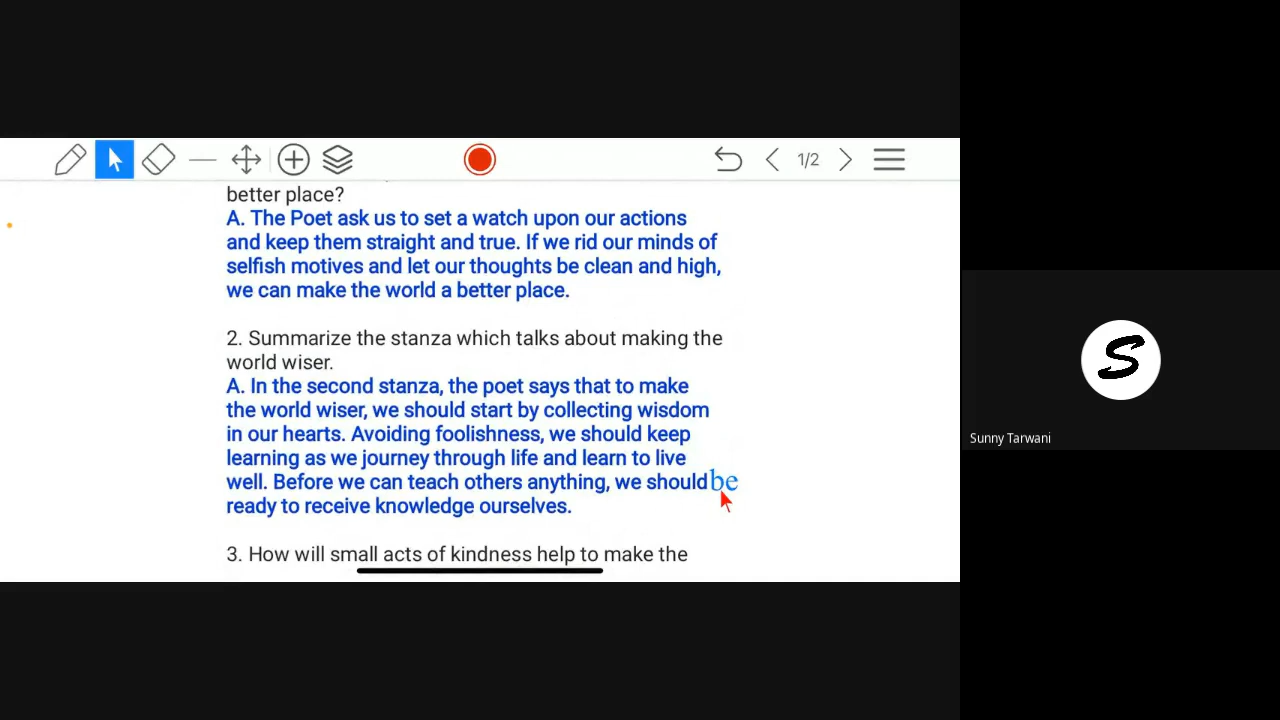 1/2
better place?
A. The Poet ask us to set a watch upon our actions
and keep them straight and true. If we rid our minds of
selfish motives and let our thoughts be clean and high,
we can make the world a better place.
2. Summarize the stanza which talks about making the
world wiser.
A. In the second stanza, the poet says that to make
the world wiser, we should start by collecting wisdom
in our hearts. Avoiding foolishness, we should keep
learning as we journey through life and learn to live
well. Before we can teach others anything, we should be
ready to receive knowledge ourselves.
3. How will small acts of kindness help to make the
S
Sunny Tarwani